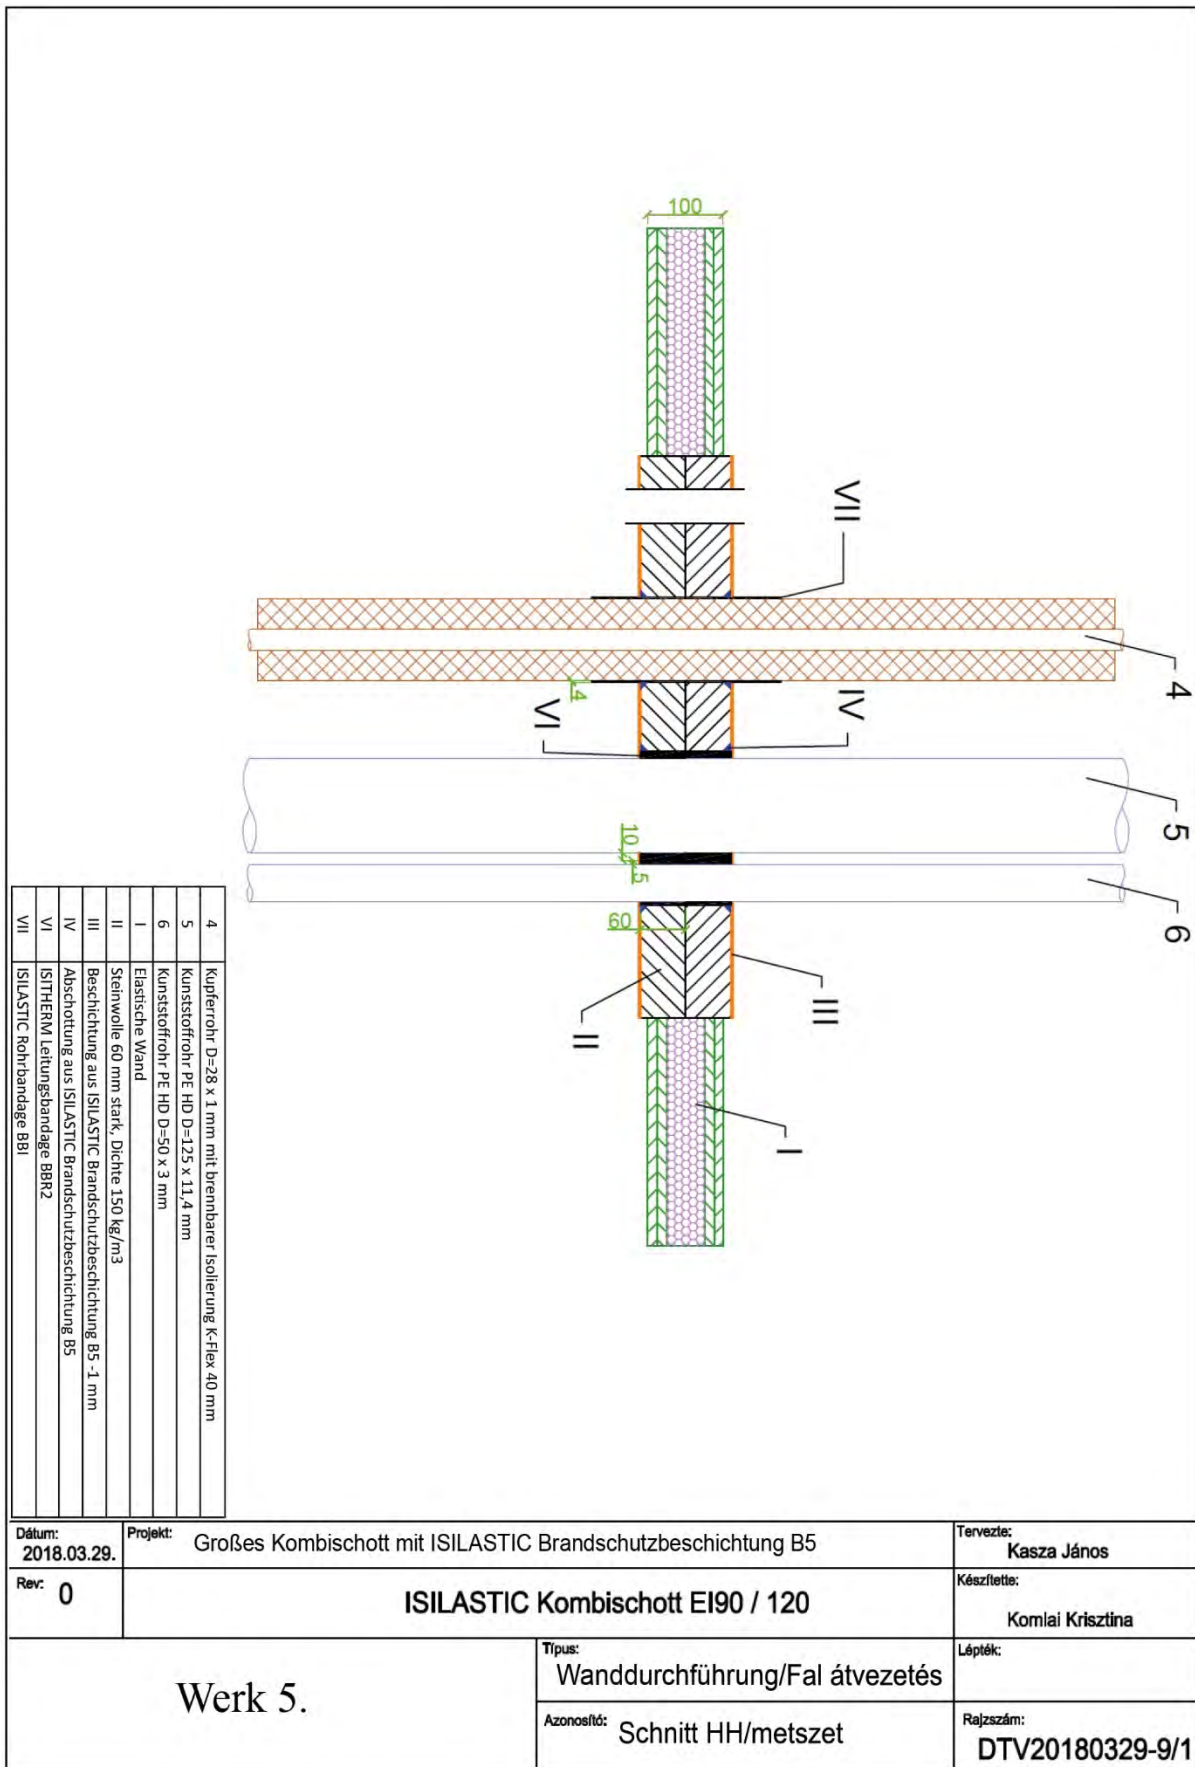 100
VII
4
4
IV
VI
5
10
5
6
60
III
II
I
4 Kupferrohr D=28 x 1 mm mit brennbarer Isolierung K-Flex 40 mm
5 Kunststoffrohr PE HD D=125 x 11,4 mm
6 Kunststoffrohr PE HD D=50 x 3 mm
I Elastische Wand
II Steinwolle 60 mm stark, Dichte 150 kg/m3
III Beschichtung aus ISILASTIC Brandschutzbeschichtung B5 -1 mm
IV Abschottung aus ISILASTIC Brandschutzbeschichtung B5
VI ISITHERM Leitungsbandage BBR2
VII ISILASTIC Rohrbandage BBI
Dátum:
2018.03.29.
Projekt: Großes Kombischott mit ISILASTIC Brandschutzbeschichtung B5
Tervezte:
Kasza János
Rev: 0
ISILASTIC Kombischott EI90 / 120
Készítette:
Komlai Krisztina
Werk 5.
Típus:
Wanddurchführung/Fal átvezetés
Lépték:
Azonosító: Schnitt HH/metszet
Rajzszám:
DTV20180329-9/1